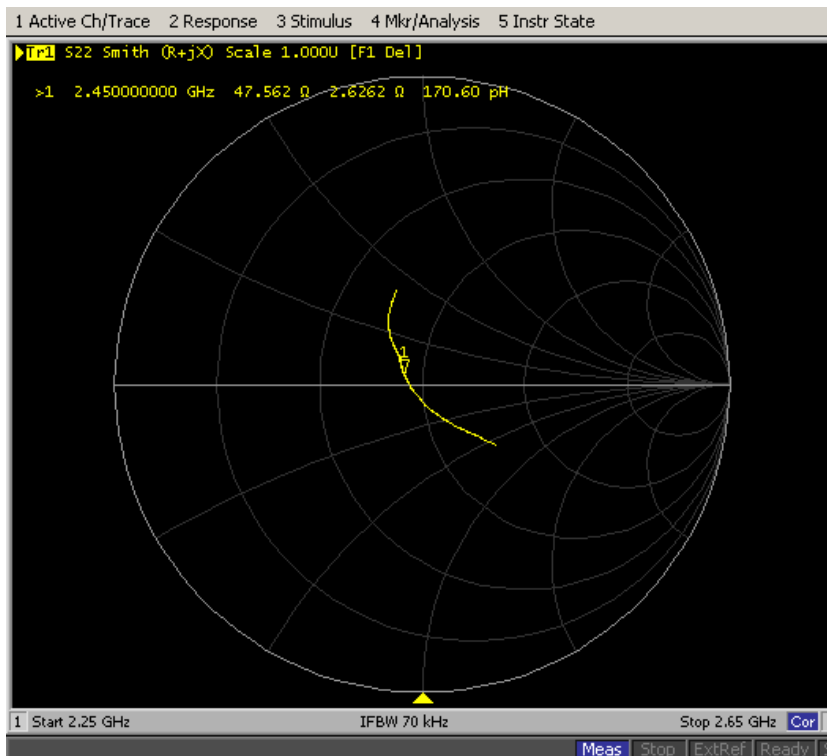 1 Active Ch/Trace 2 Response 3 Stimulus 4 Mkr/Analysis 5 Instr State
Tr1 S22 Smith (R+jX) Scale 1.000U [F1 Del]
>1 2.450000000 GHz 47.562 Ω 2.6262 Ω 170.60 pH
1
1 Start 2.25 GHz IFBW 70 kHz Stop 2.65 GHz Cor
Meas Stop ExtRef Ready